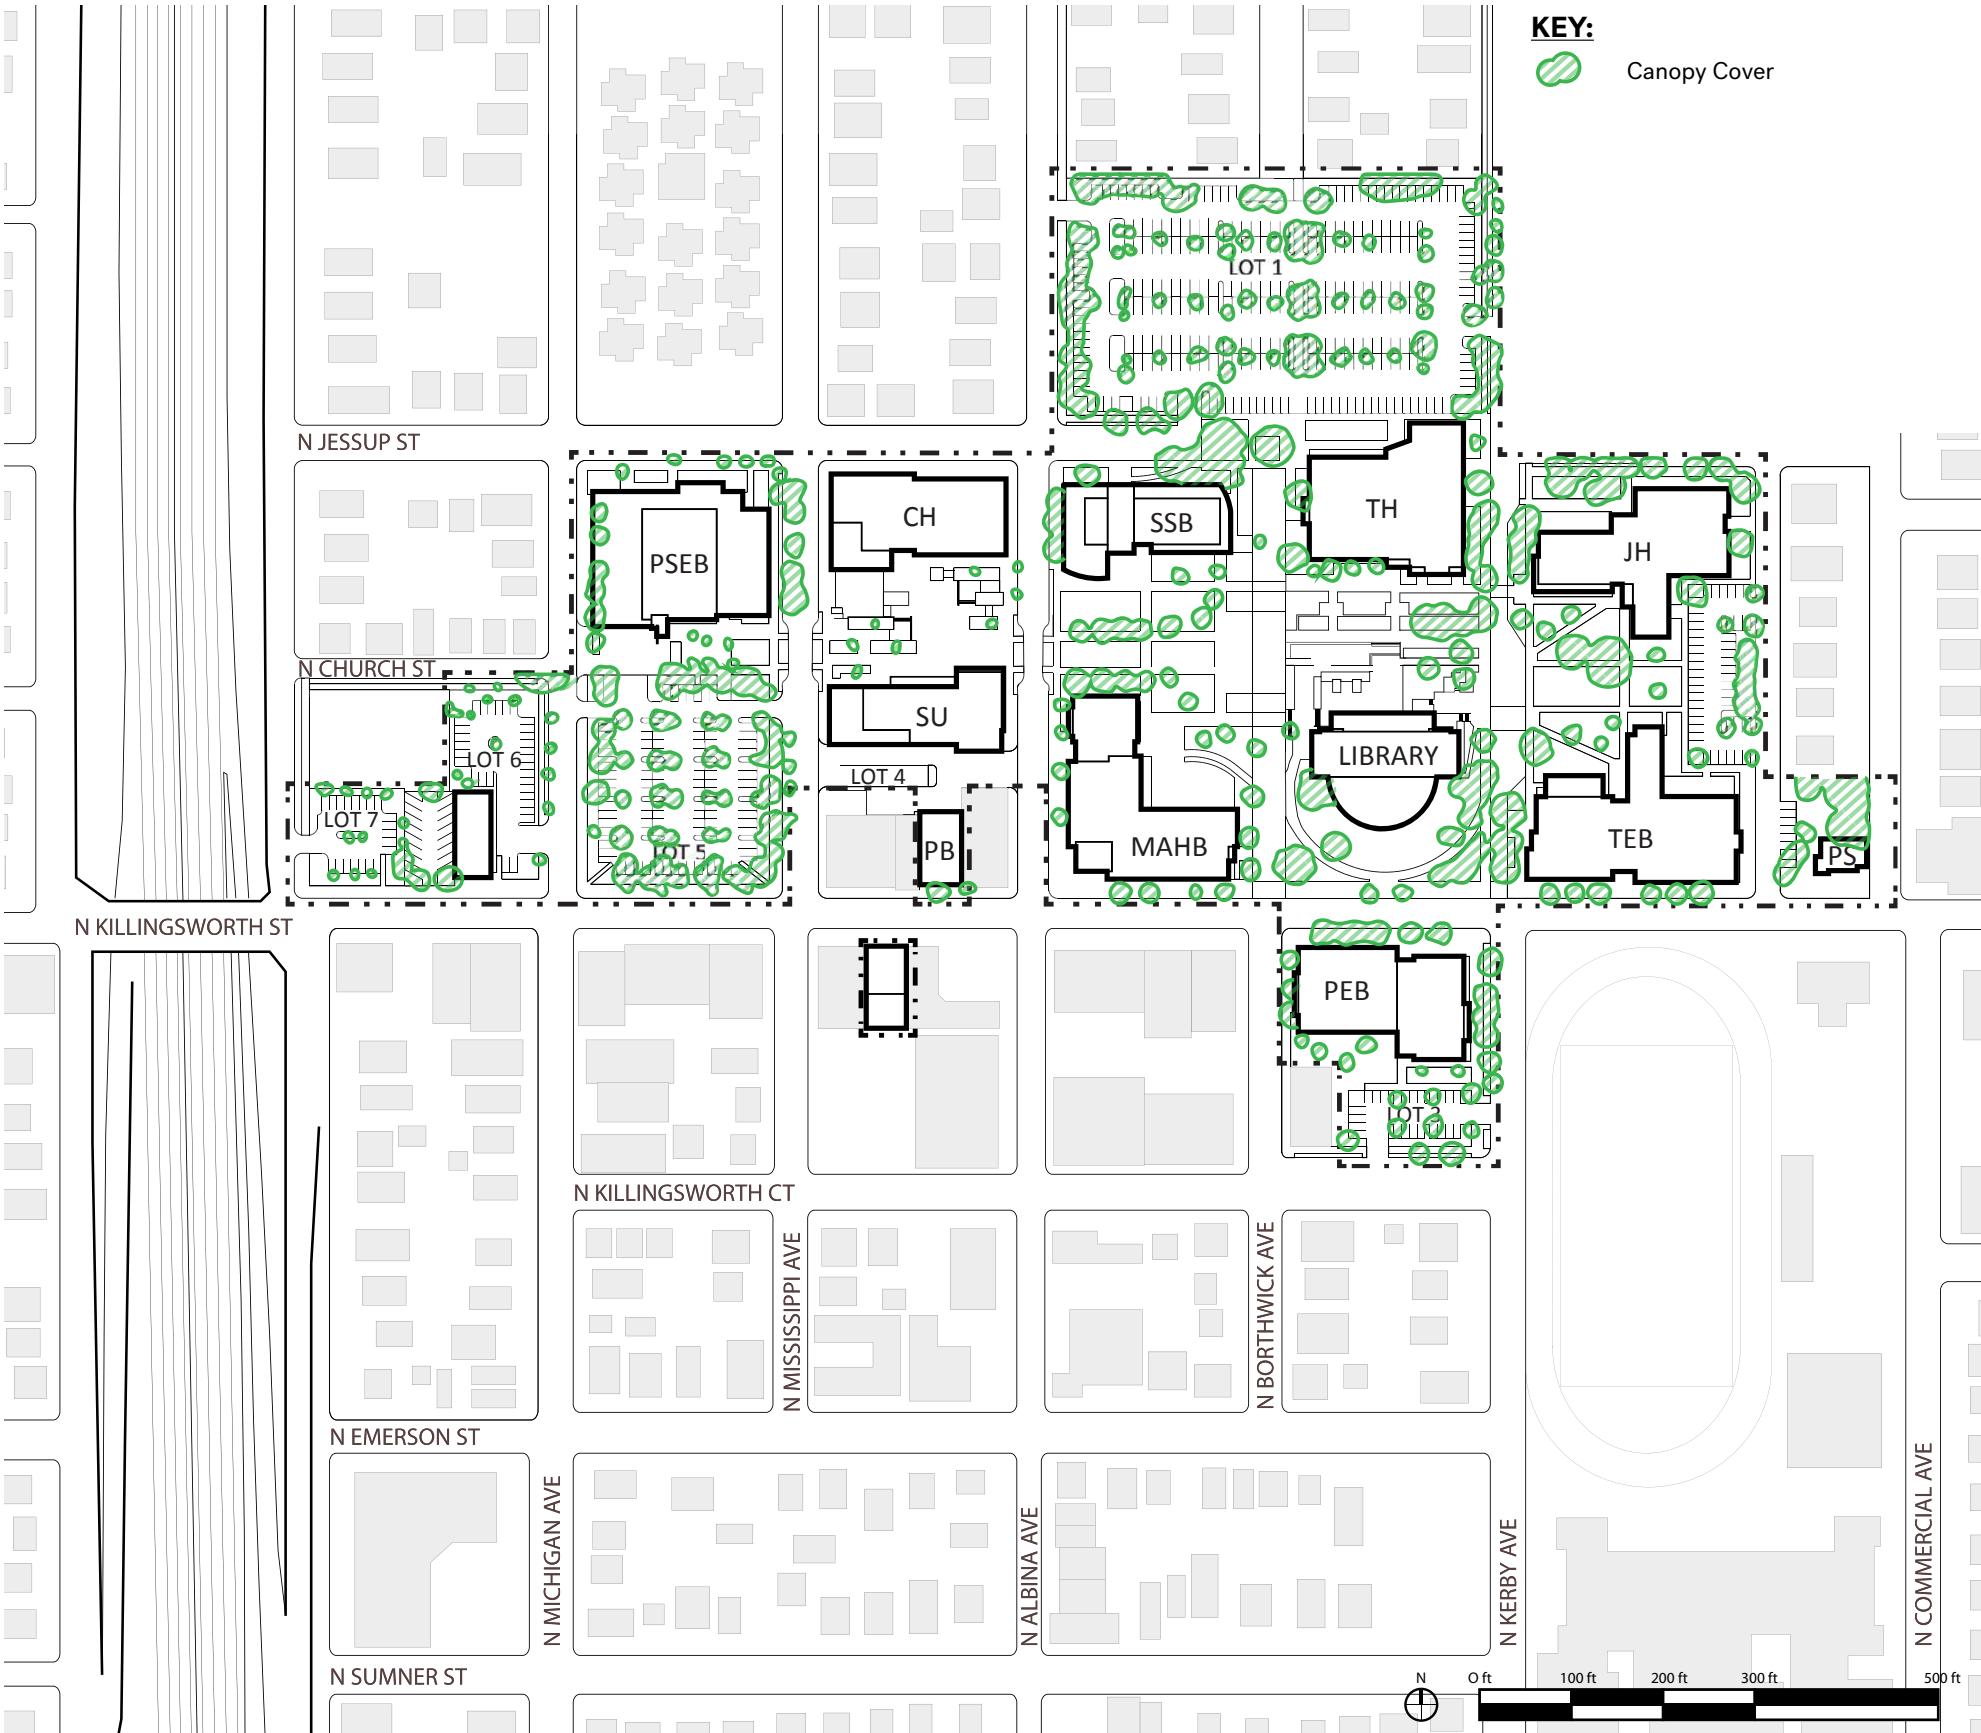 KEY:
Canopy Cover
LOT 1
N JESSUP ST
CH
SSB
TH
PSEB
JH
N CHURCH ST
SU
LOT 6
LOT 4
LIBRARY
LOT 7
LOT 5
PB
MAHB
TEB
PS
N KILLINGSWORTH ST
PEB
LOT 3
N KILLINGSWORTH CT
N MISSISSIPPI AVE
N BORTHWICK AVE
N EMERSON ST
N MICHIGAN AVE
N ALBINA AVE
N KERBY AVE
N COMMERCIAL AVE
N SUMNER ST
N
O ft
100 ft
200 ft
300 ft
500 ft